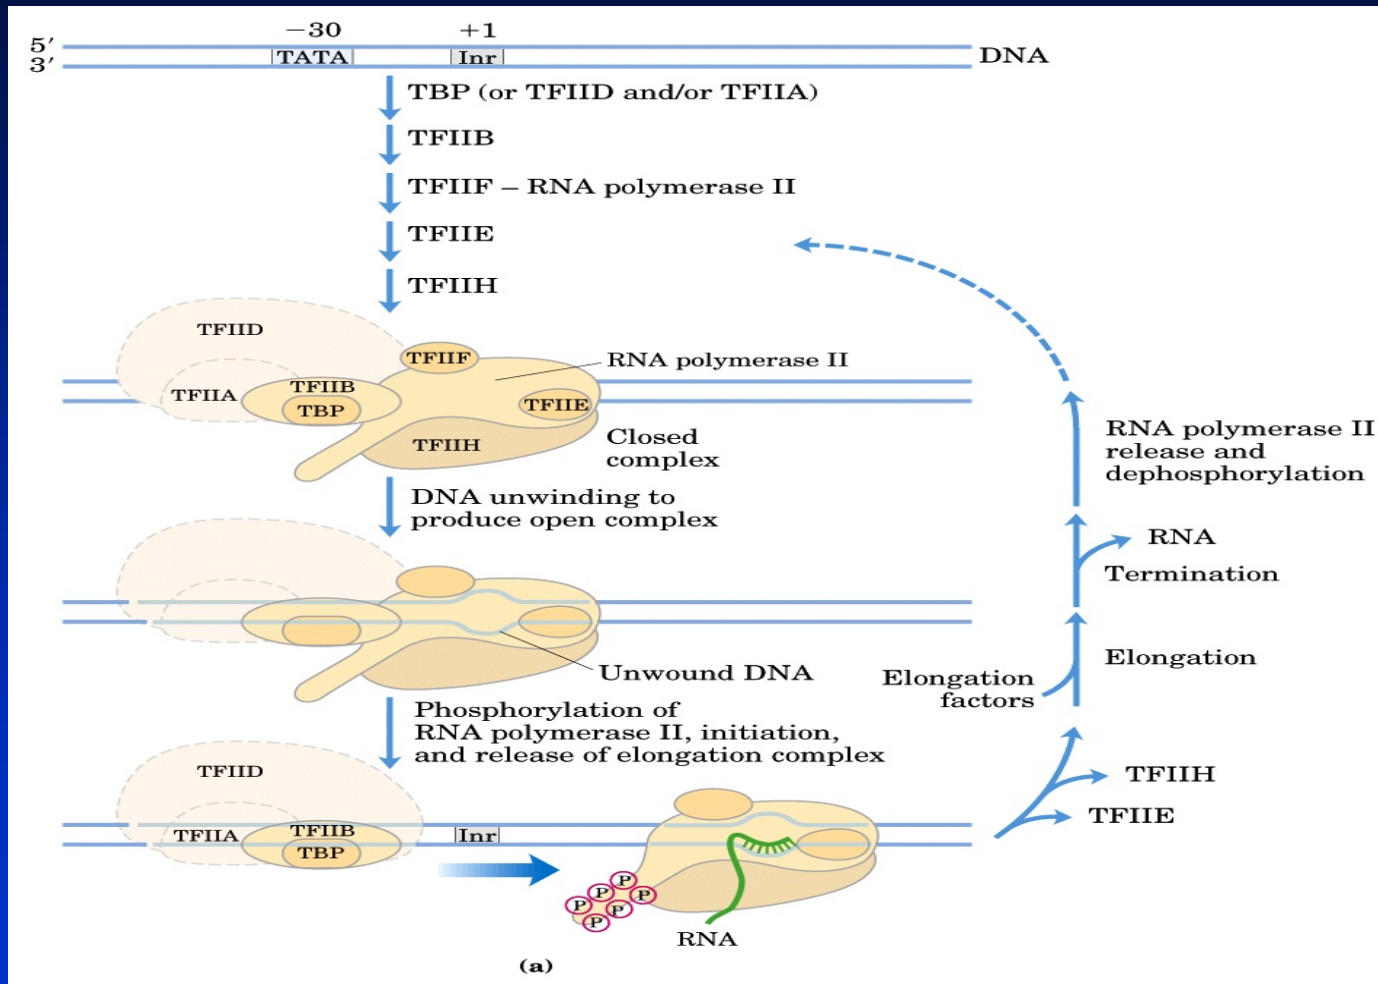 −30
+1
5′
3′
TATA
Inr
DNA
TBP (or TFIID and/or TFIIA)
TFIIB
TFIIF – RNA polymerase II
TFIIE
TFIIH
TFIID
TFIIF
RNA polymerase II
TFIIA
TFIIB
TBP
TFIIE
TFIIH
Closed
complex
DNA unwinding to
produce open complex
Unwound DNA
Phosphorylation of
RNA polymerase II, initiation,
and release of elongation complex
TFIID
TFIIA
TFIIB
TBP
Inr
P
P
P
P
P
P
RNA
TFIIE
TFIIH
Elongation
factors
Elongation
Termination
RNA
RNA polymerase II
release and
dephosphorylation
(a)